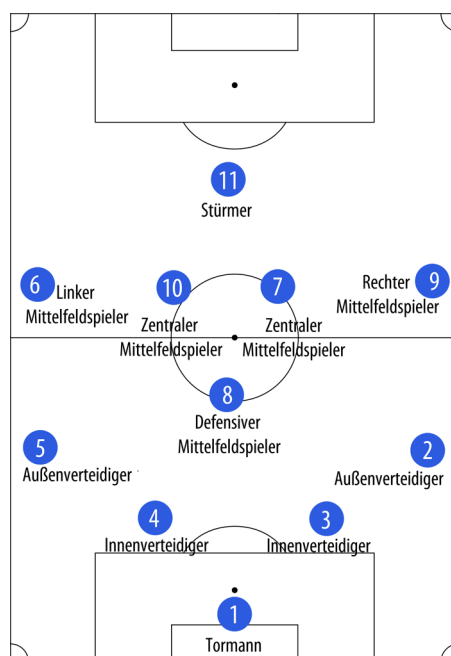 11
Stürmer
6
Linker
Mittelfeldspieler
10
Zentraler
Mittelfeldspieler
7
Zentraler
Mittelfeldspieler
9
Rechter
Mittelfeldspieler
8
Defensiver
Mittelfeldspieler
5
Außenverteidiger
2
Außenverteidiger
4
Innenverteidiger
3
Innenverteidiger
1
Tormann